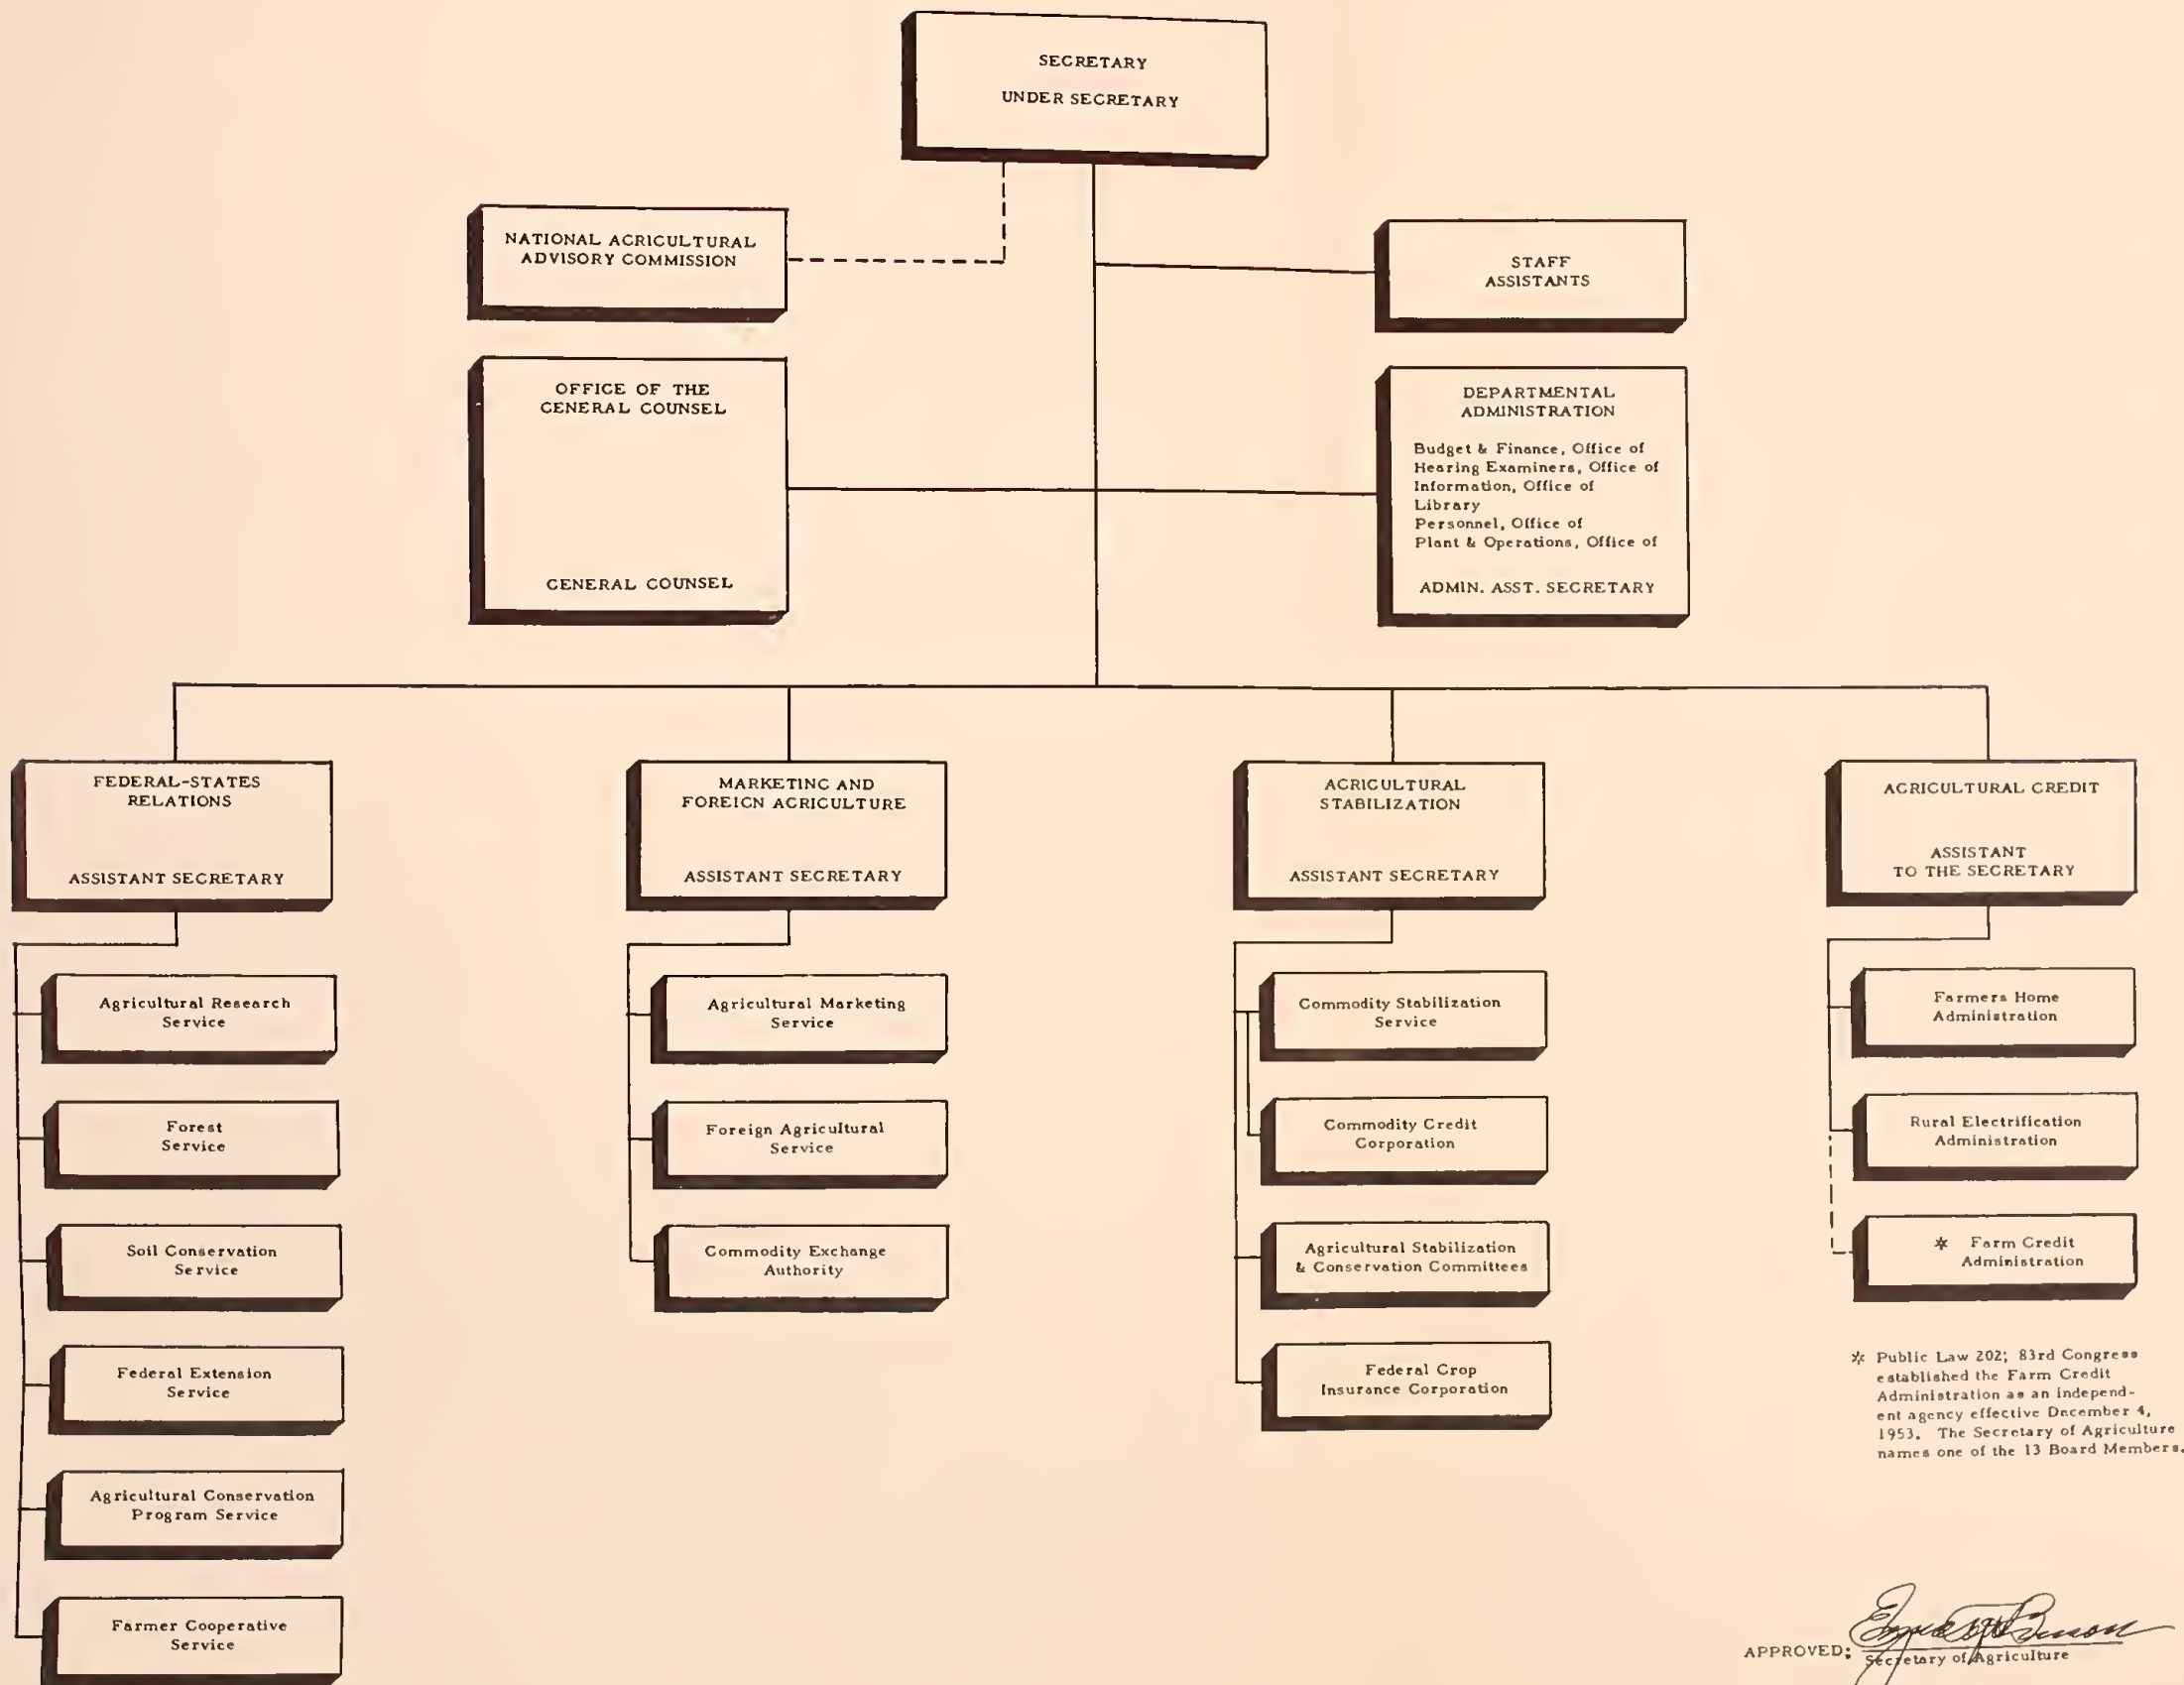 SECRETARY
UNDER SECRETARY
NATIONAL AGRICULTURAL
ADVISORY COMMISSION
STAFF
ASSISTANTS
OFFICE OF THE
GENERAL COUNSEL
GENERAL COUNSEL
DEPARTMENTAL
ADMINISTRATION
Budget & Finance, Office of
Hearing Examiners, Office of
Information, Office of
Library
Personnel, Office of
Plant & Operations, Office of
ADMIN. ASST. SECRETARY
FEDERAL-STATES
RELATIONS
ASSISTANT SECRETARY
MARKETING AND
FOREIGN AGRICULTURE
ASSISTANT SECRETARY
AGRICULTURAL
STABILIZATION
ASSISTANT SECRETARY
AGRICULTURAL CREDIT
ASSISTANT
TO THE SECRETARY
Agricultural Research
Service
Forest
Service
Soil Conservation
Service
Federal Extension
Service
Agricultural Conservation
Program Service
Farmer Cooperative
Service
Agricultural Marketing
Service
Foreign Agricultural
Service
Commodity Exchange
Authority
Commodity Stabilization
Service
Commodity Credit
Corporation
Agricultural Stabilization
& Conservation Committees
Federal Crop
Insurance Corporation
Farmers Home
Administration
Rural Electrification
Administration
* Farm Credit
Administration
* Public Law 202; 83rd Congress
established the Farm Credit
Administration as an independ-
ent agency effective December 4,
1953. The Secretary of Agriculture
names one of the 13 Board Members.
APPROVED:
Secretary of Agriculture